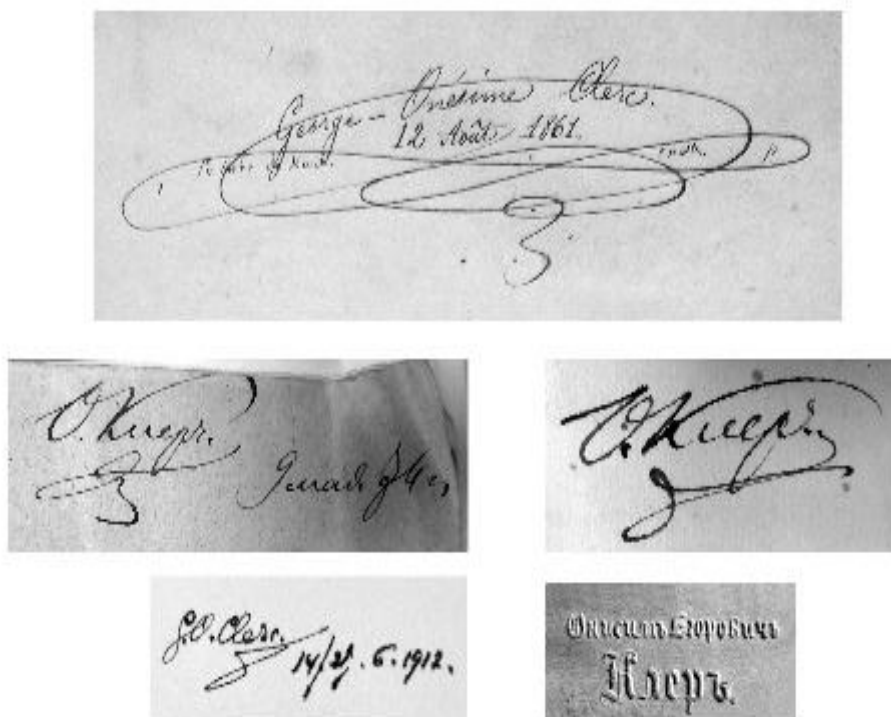 George-Onésime Clerc.
12 Août 1861.
О. Клеръ.
О. Клеръ.
G.O. Clerc.
14/27. 6. 1912.
Онисимъ Егоровичъ
Клеръ.